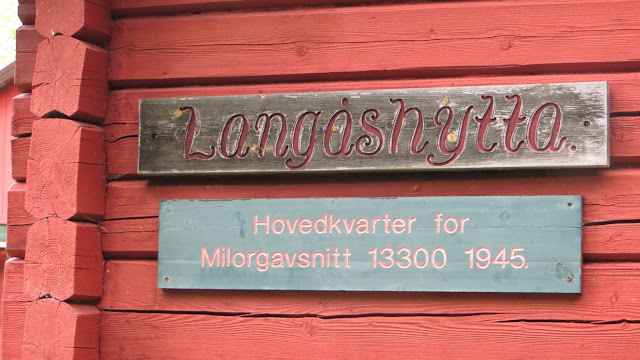 Langåshytta.
Hovedkvarter for
Milorgavsnitt 13300 1945.